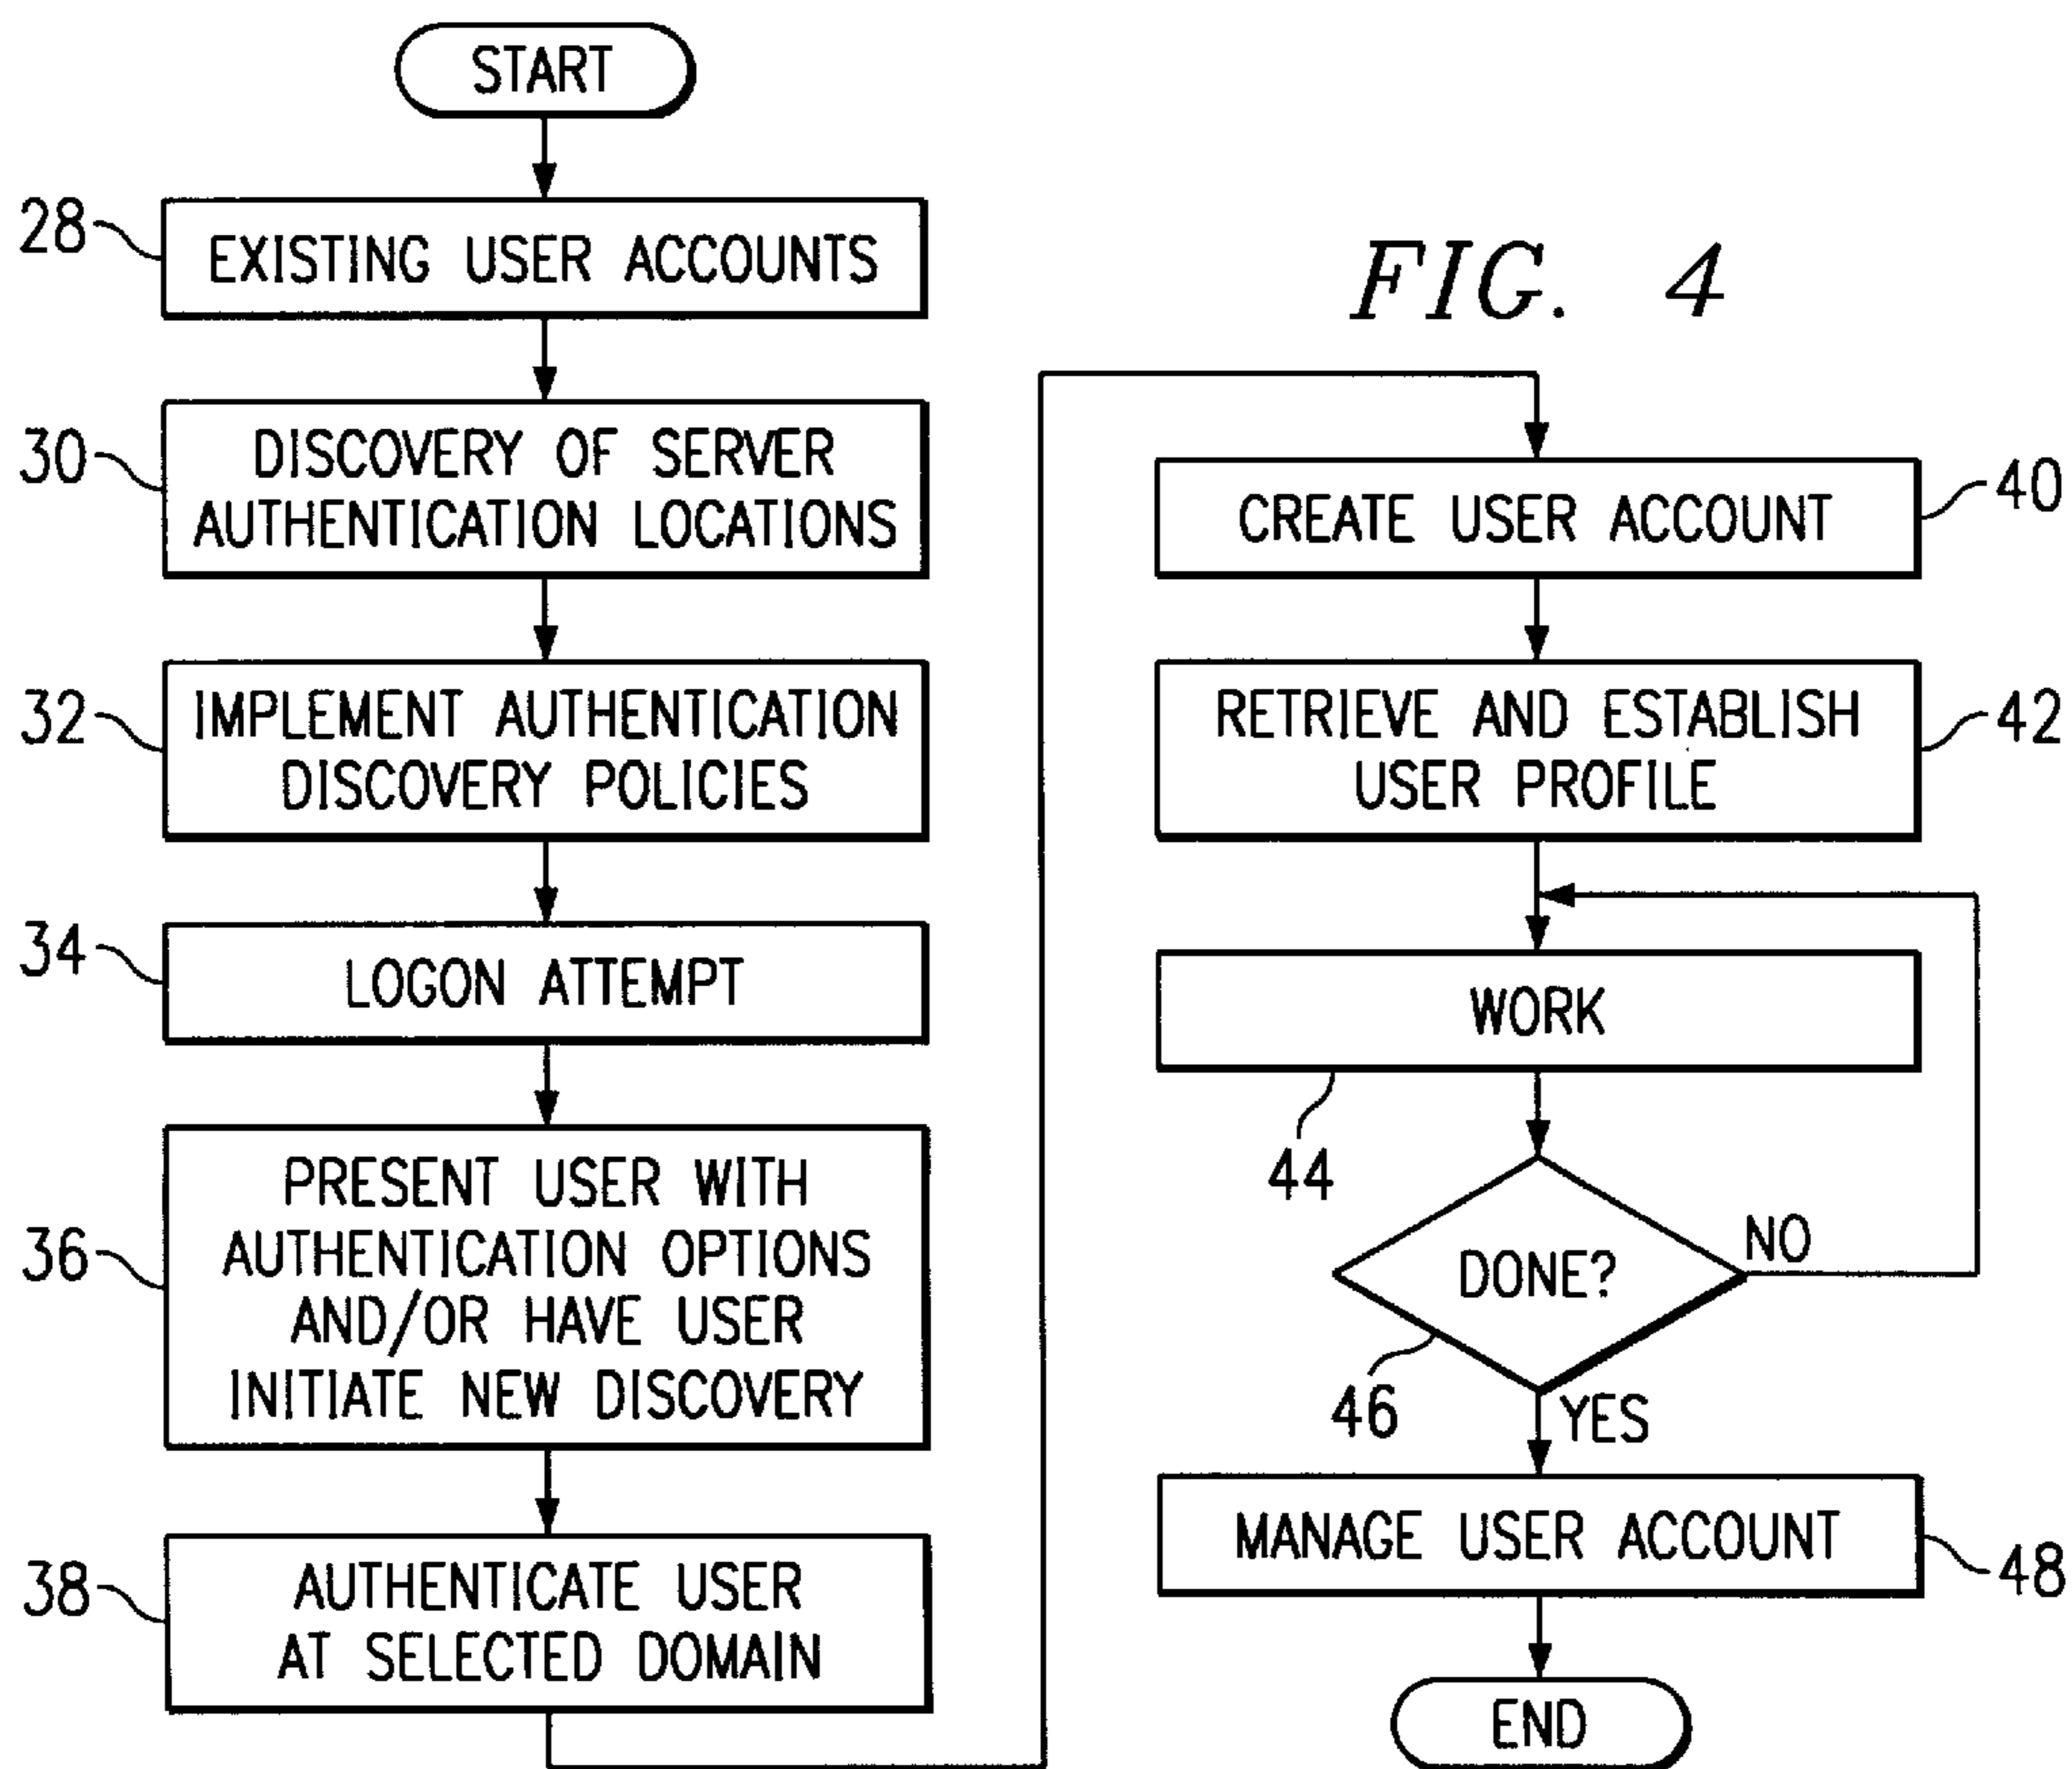 START
28
EXISTING USER ACCOUNTS
30
DISCOVERY OF SERVER
AUTHENTICATION LOCATIONS
32
IMPLEMENT AUTHENTICATION
DISCOVERY POLICIES
34
LOGON ATTEMPT
36
PRESENT USER WITH
AUTHENTICATION OPTIONS
AND/OR HAVE USER
INITIATE NEW DISCOVERY
38
AUTHENTICATE USER
AT SELECTED DOMAIN
FIG. 4
CREATE USER ACCOUNT
40
RETRIEVE AND ESTABLISH
USER PROFILE
42
WORK
44
DONE?
NO
46
YES
MANAGE USER ACCOUNT
48
END